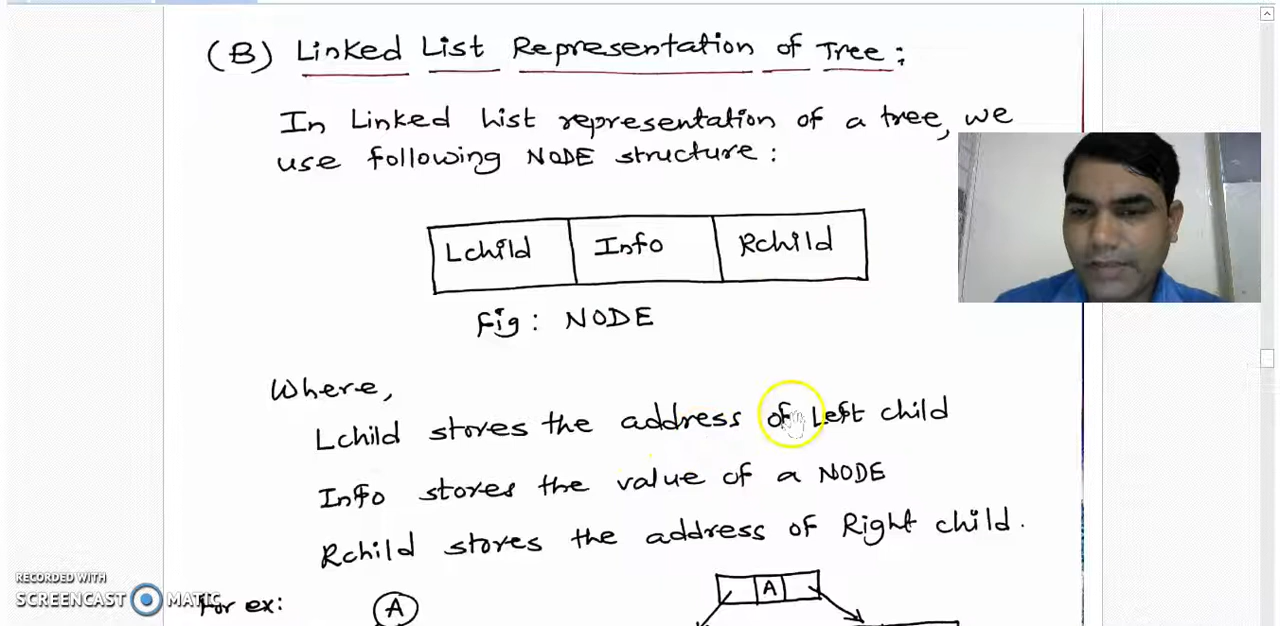 (B) Linked List Representation of Tree:
In Linked List representation of a tree, we
use following NODE structure:
Lchild Info Rchild
Fig: NODE
Where,
Lchild stores the address of Left child
Info stores the value of a NODE
Rchild stores the address of Right child.
RECORDED WITH
SCREENCAST MATIC
For ex:
A
A